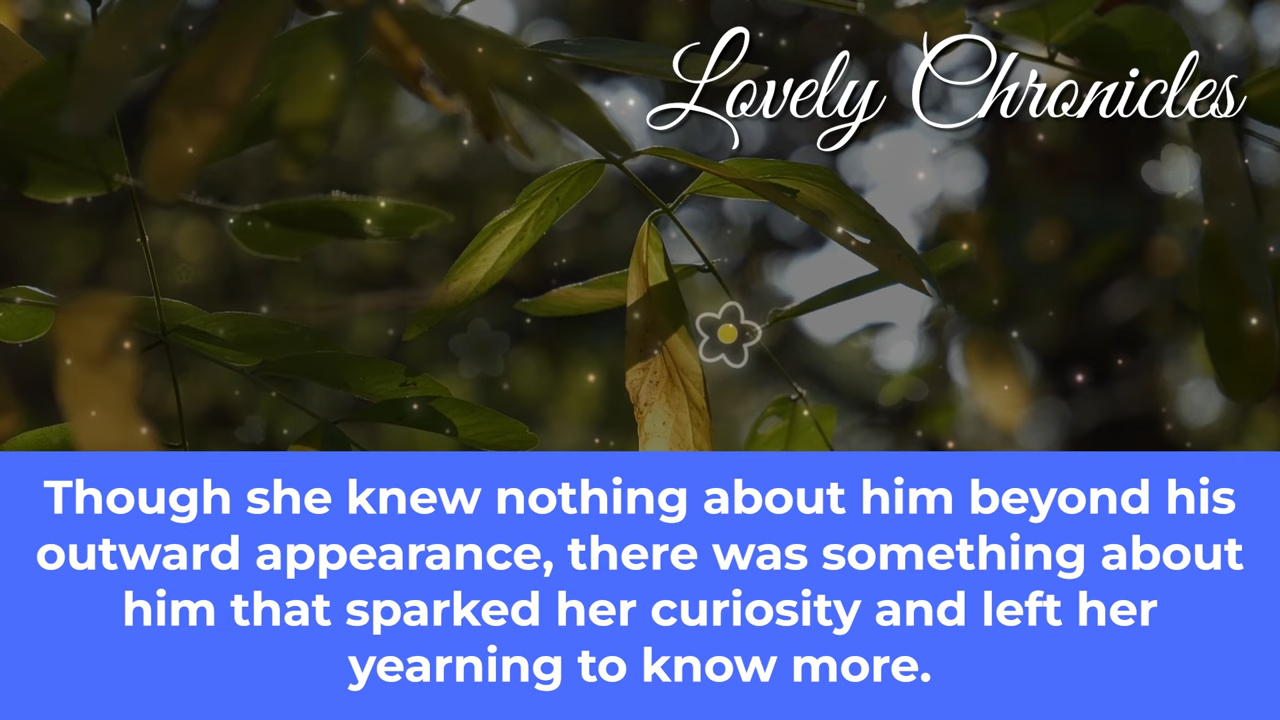 Lovely Chronicles
Though she knew nothing about him beyond his
outward appearance, there was something about
him that sparked her curiosity and left her
yearning to know more.